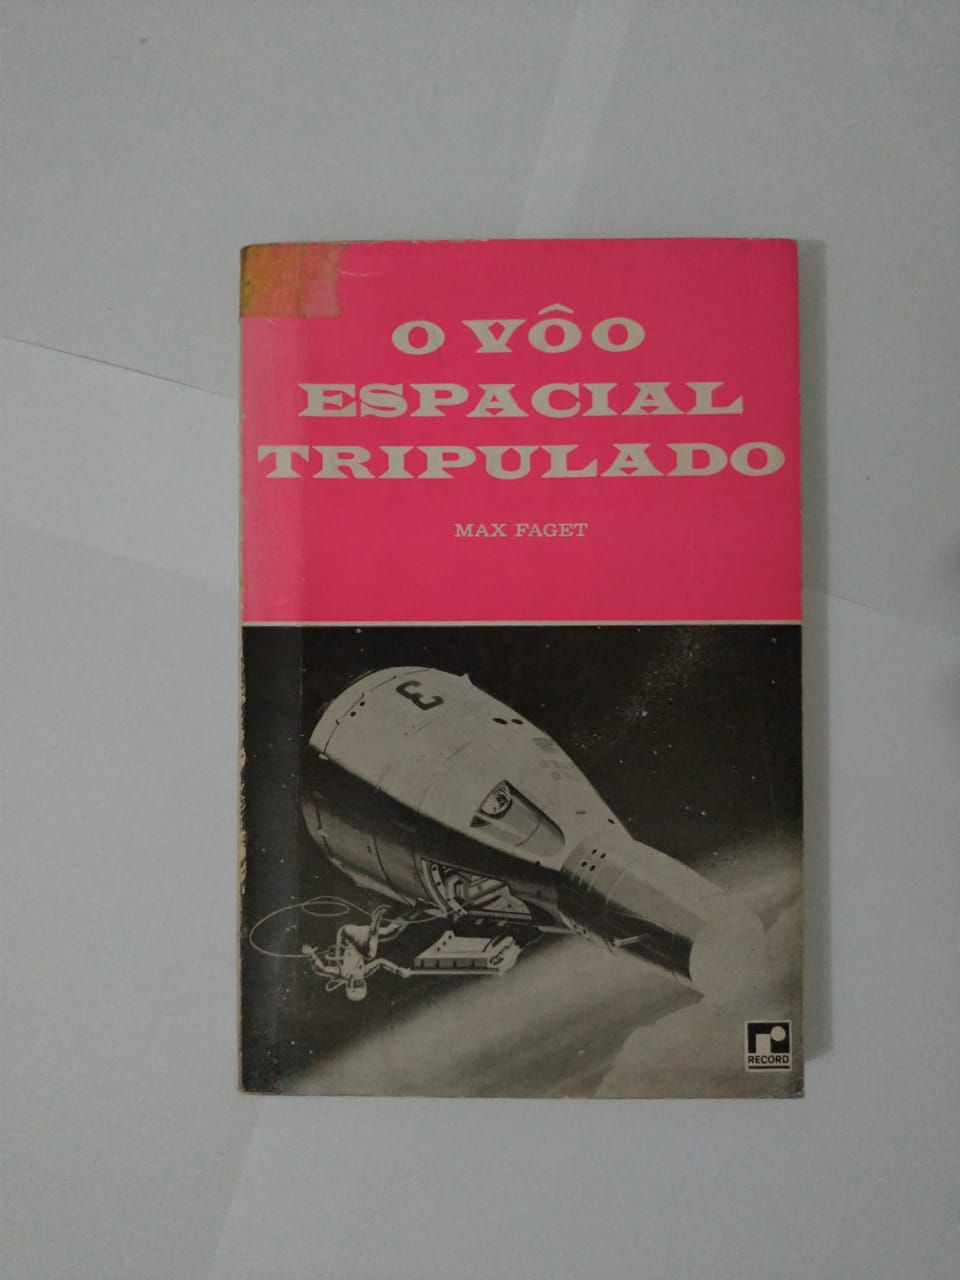 O VÔO
ESPACIAL
TRIPULADO
MAX FAGET
3
RECORD